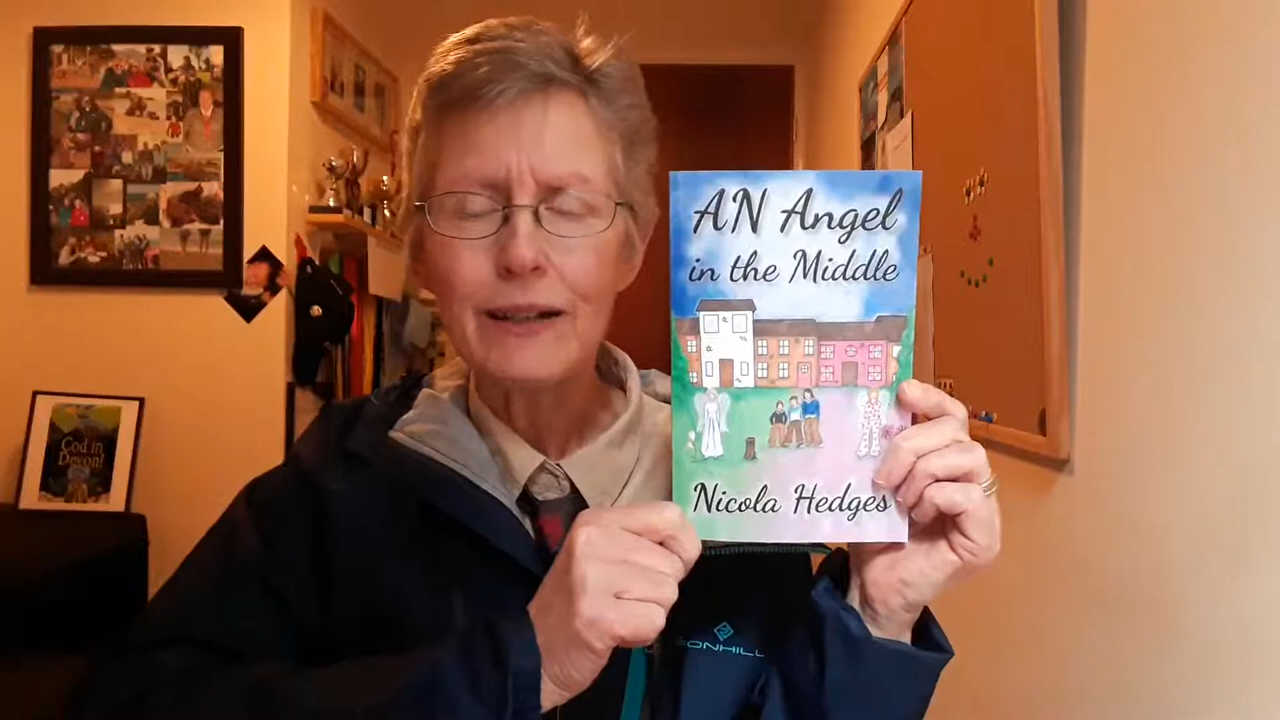 AN Angel
in the Middle
Nicola Hedges
God in
Devon!